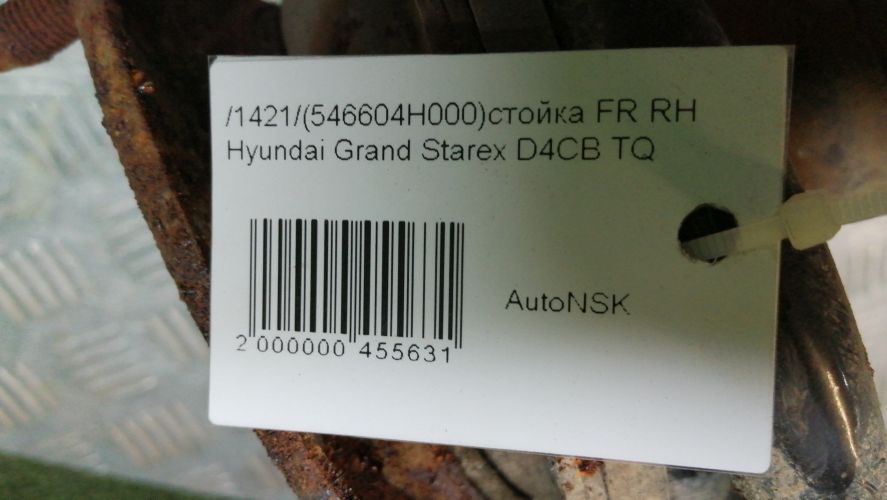 /1421/(546604H000)стойка FR RH
Hyundai Grand Starex D4CB TQ
AutoNSK
2 000000 455631